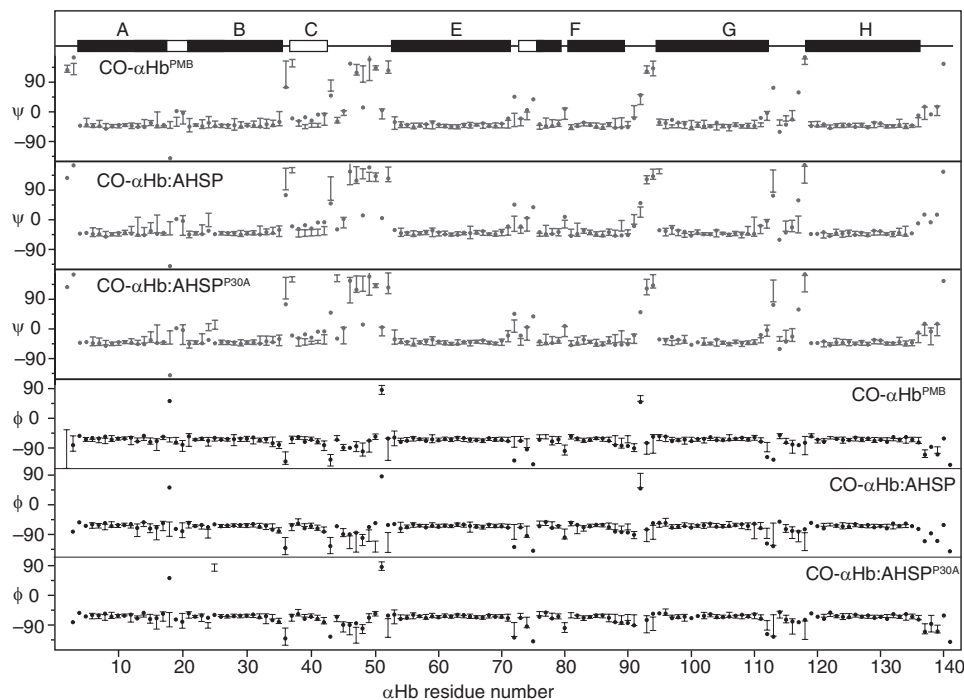 A B C E F G H
CO-αHb^PMB
90
ψ 0
−90
CO-αHb:AHSP
90
ψ 0
−90
CO-αHb:AHSP^P30A
90
ψ 0
−90
90
CO-αHb^PMB
ϕ 0
−90
90
CO-αHb:AHSP
ϕ 0
−90
90
CO-αHb:AHSP^P30A
ϕ 0
−90
10 20 30 40 50 60 70 80 90 100 110 120 130 140
αHb residue number